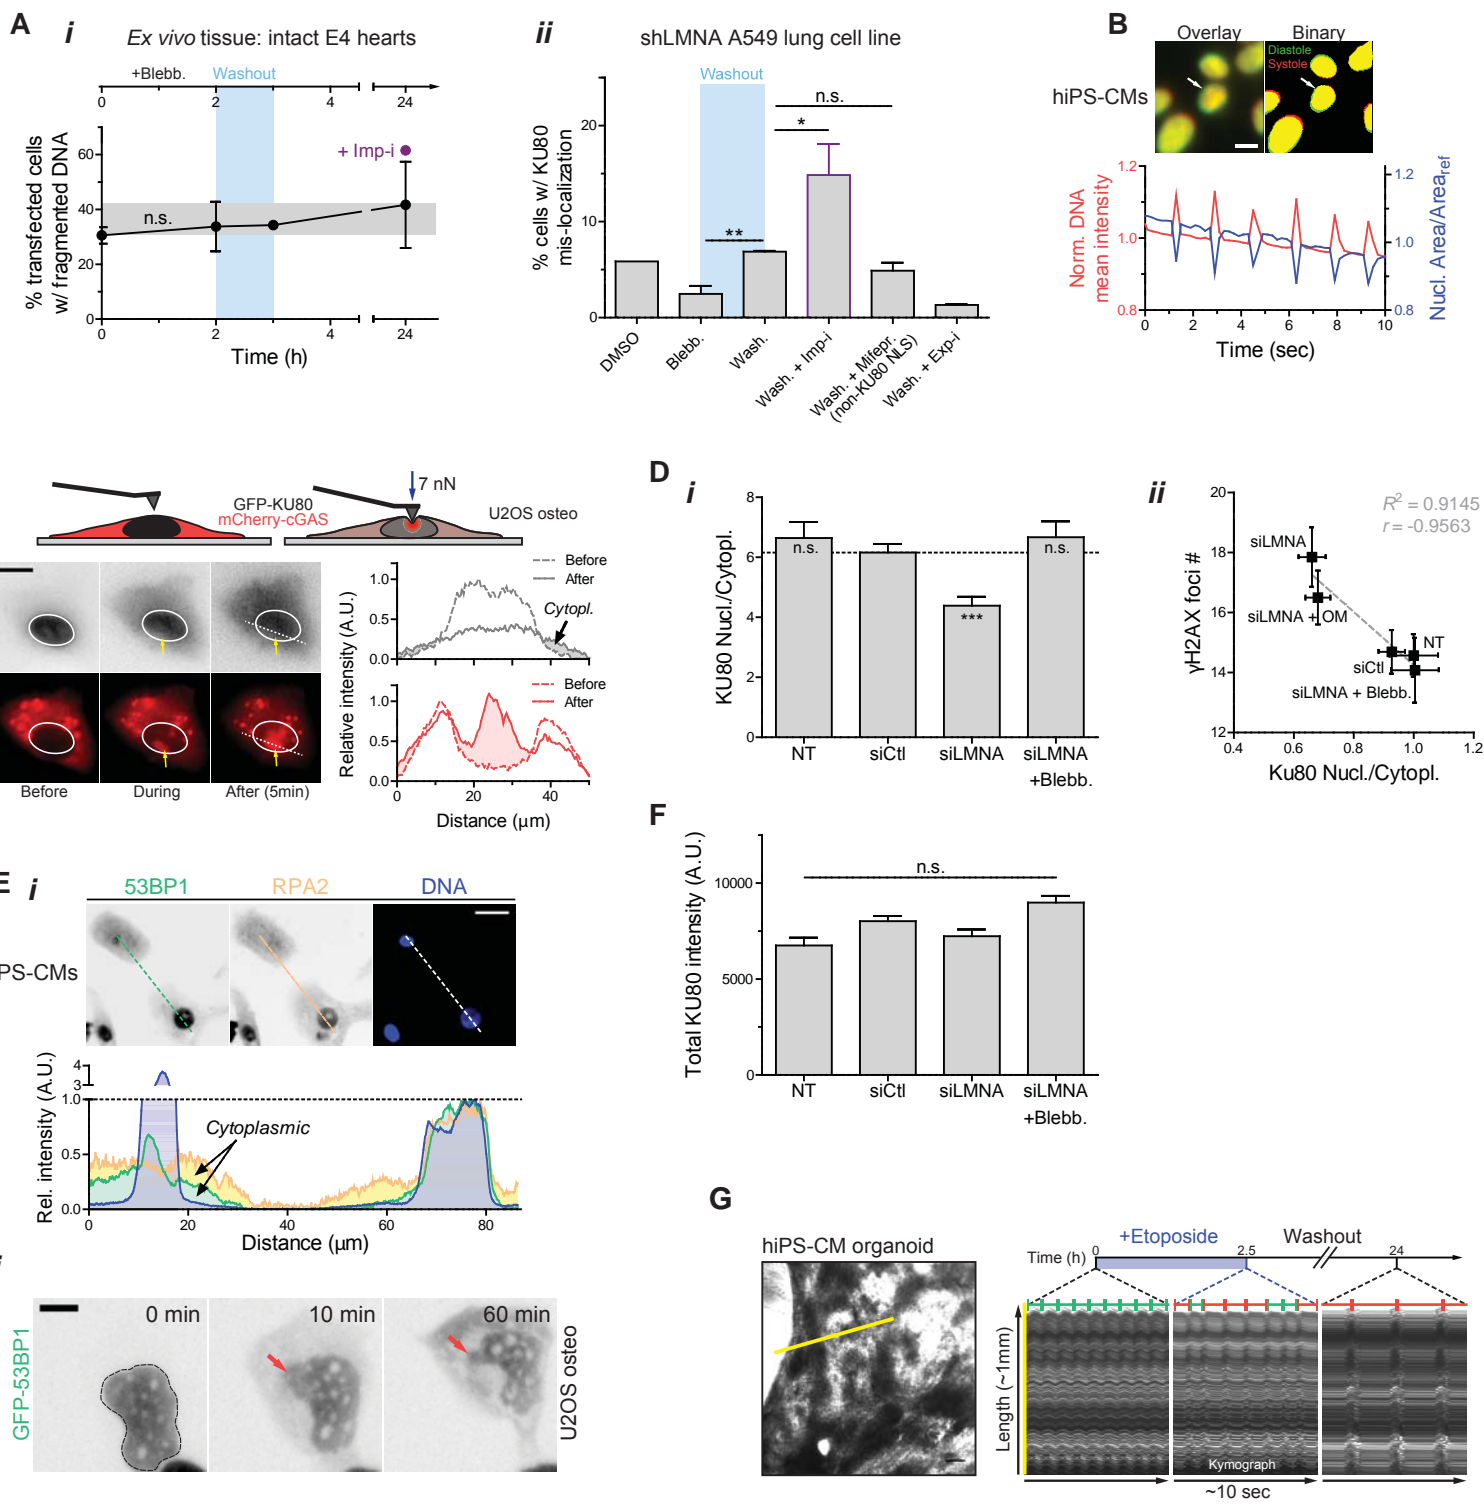 A
i
Ex vivo tissue: intact E4 hearts
+Blebb.
Washout
0
2
4
24
% transfected cells
w/ fragmented DNA
60
40
20
0
+ Imp-i
n.s.
0
2
4
24
Time (h)
ii
shLMNA A549 lung cell line
% cells w/ KU80
mis-localization
20
10
0
Washout
n.s.
*
**
DMSO
Blebb.
Wash.
Wash. + Imp-i
Wash. + Mifepr.
(non-KU80 NLS)
Wash. + Exp-i
B
Overlay
Binary
Diastole
Systole
hiPS-CMs
Norm. DNA
mean intensity
1.2
1.0
0.8
1.2
1.0
0.8
Nucl. Area/Arearef
0
2
4
6
8
10
Time (sec)
7 nN
GFP-KU80
mCherry-cGAS
U2OS osteo
Before
During
After (5min)
Relative intensity (A.U.)
1.0
0.5
0.0
Before
After
Cytopl.
1.0
0.5
0.0
Before
After
0
20
40
Distance (μm)
D
i
KU80 Nucl./Cytopl.
8
6
4
2
0
n.s.
***
n.s.
NT
siCtl
siLMNA
siLMNA
+Blebb.
ii
γH2AX foci #
20
18
16
14
12
R² = 0.9145
r = -0.9563
siLMNA
siLMNA + OM
NT
siCtl
siLMNA + Blebb.
0.4
0.6
0.8
1.0
1.2
Ku80 Nucl./Cytopl.
E
i
53BP1
RPA2
DNA
PS-CMs
Rel. intensity (A.U.)
4
3
1.0
0.5
0.0
Cytoplasmic
0
20
40
60
80
Distance (μm)
GFP-53BP1
0 min
10 min
60 min
U2OS osteo
F
Total KU80 intensity (A.U.)
10000
5000
0
n.s.
NT
siCtl
siLMNA
siLMNA
+Blebb.
G
hiPS-CM organoid
+Etoposide
Washout
Time (h)
0
2.5
24
Length (~1mm)
Kymograph
~10 sec